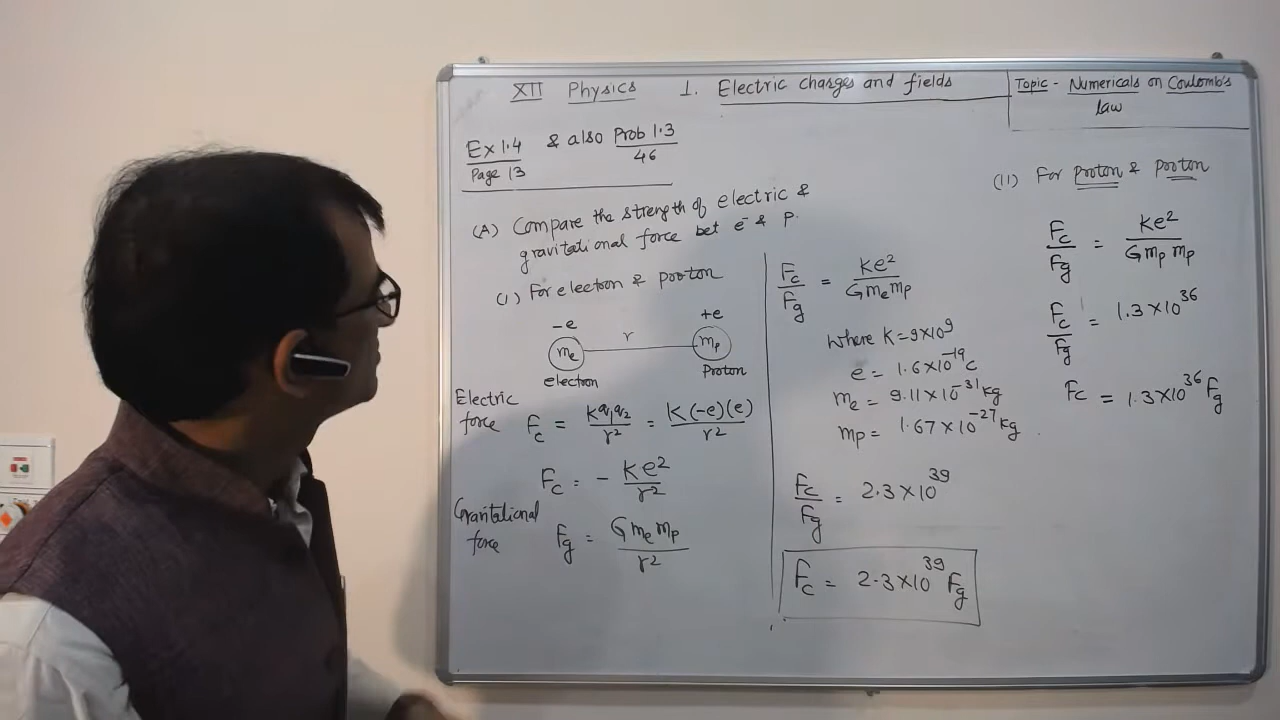 XII Physics 1. Electric charges and fields
Topic - Numericals on Coulomb's
law
Ex 1.4 & also Prob 1.3
Page 13 46
(A) Compare the strength of electric &
gravitational force bet e⁻ & P.
(1) For electron & proton
-e +e
me r mp
electron Proton
Electric
force Fc = Kq1q2/r² = K(-e)(e)/r²
Fc = - Ke²/r²
Gravitational
force Fg = G me mp/r²
Fc/Fg = Ke²/G me mp
where K = 9×10⁹
e = 1.6×10⁻¹⁹ c
me = 9.11×10⁻³¹ kg
mp = 1.67×10⁻²⁷ kg
Fc/Fg = 2.3×10³⁹
Fc = 2.3×10³⁹ Fg
(11) For proton & proton
Fc/Fg = Ke²/G mp mp
Fc/Fg = 1.3×10³⁶
Fc = 1.3×10³⁶ Fg